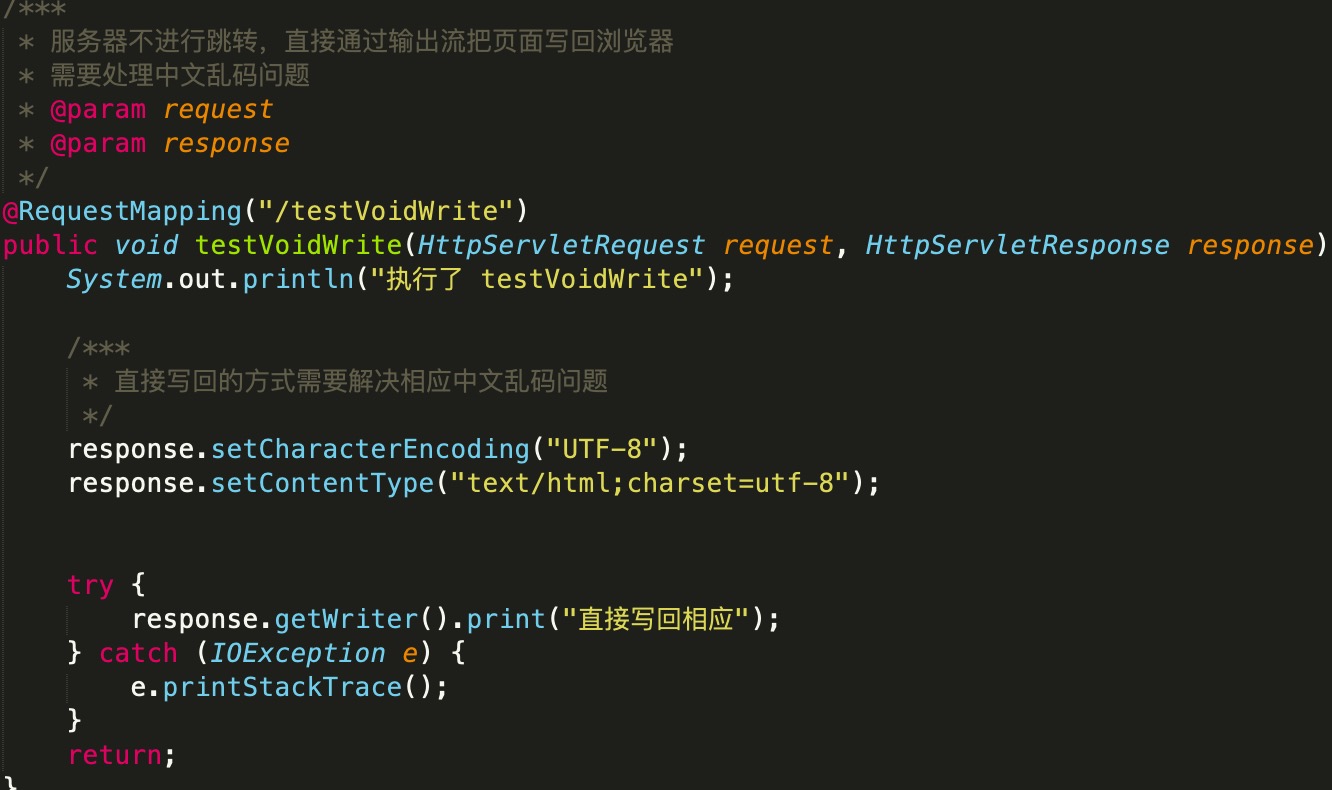 /***
 * 服务器不进行跳转，直接通过输出流把页面写回浏览器
 * 需要处理中文乱码问题
 * @param request
 * @param response
 */
@RequestMapping("/testVoidWrite")
public void testVoidWrite(HttpServletRequest request, HttpServletResponse response)
    System.out.println("执行了 testVoidWrite");
    /***
     * 直接写回的方式需要解决相应中文乱码问题
     */
    response.setCharacterEncoding("UTF-8");
    response.setContentType("text/html;charset=utf-8");
    try {
        response.getWriter().print("直接写回相应");
    } catch (IOException e) {
        e.printStackTrace();
    }
    return;
}